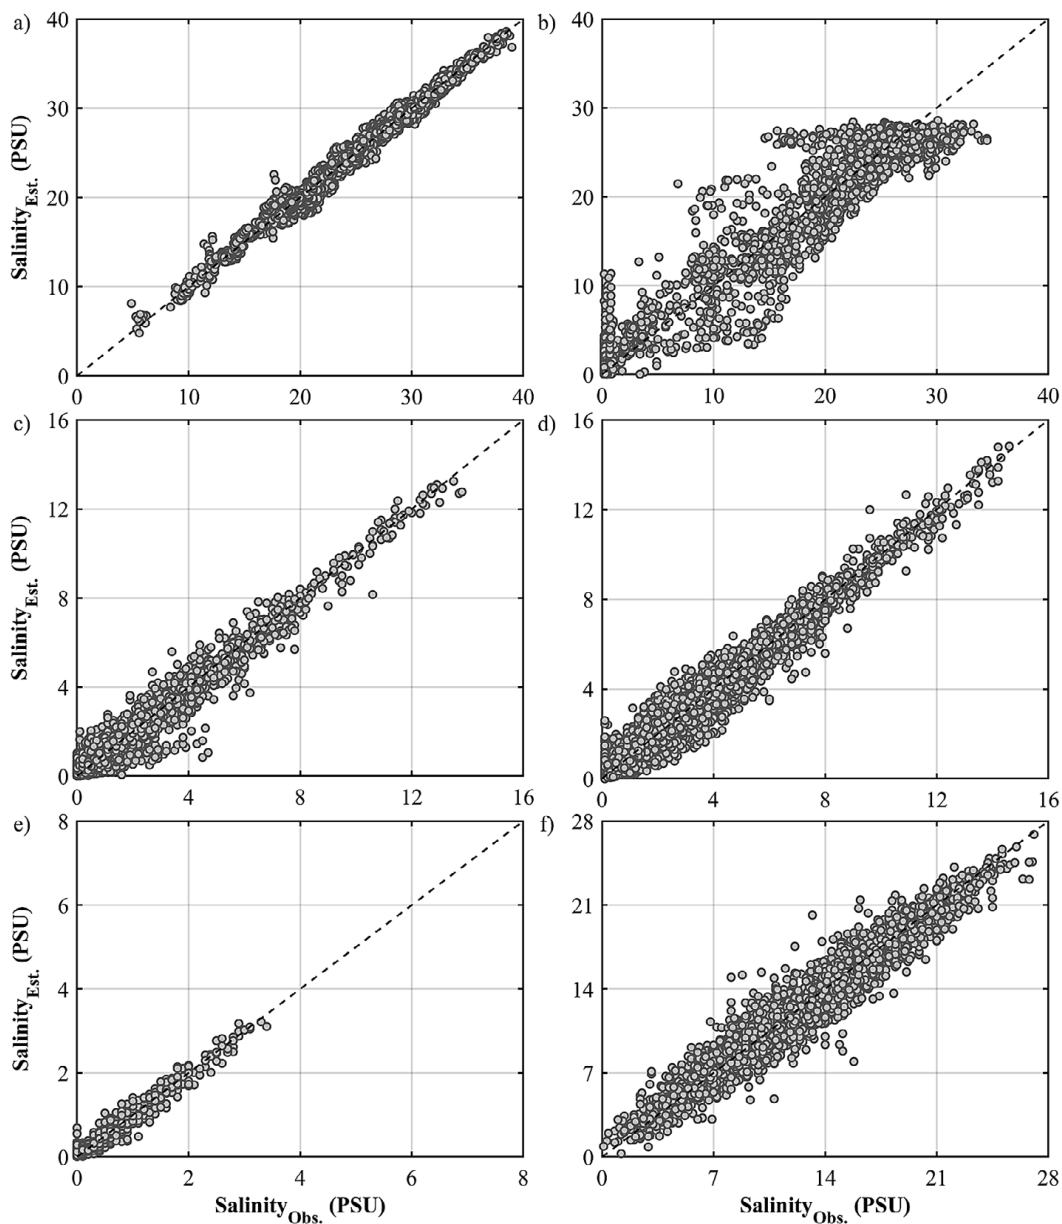 a)
40
30
20
10
0
Salinity_Est. (PSU)
0 10 20 30 40
b)
40
30
20
10
0
0 10 20 30 40
c)
16
12
8
4
0
Salinity_Est. (PSU)
0 4 8 12 16
d)
16
12
8
4
0
0 4 8 12 16
e)
8
6
4
2
0
Salinity_Est. (PSU)
0 2 4 6 8
Salinity_Obs. (PSU)
f)
28
21
14
7
0
0 7 14 21 28
Salinity_Obs. (PSU)